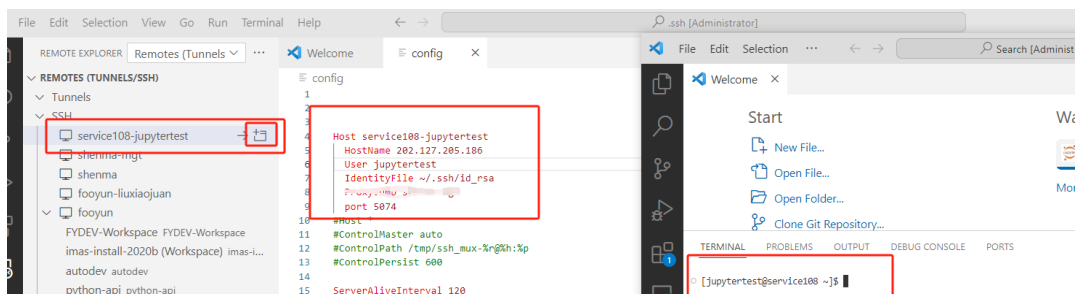 File Edit Selection View Go Run Terminal Help
.ssh [Administrator]
REMOTE EXPLORER Remotes (Tunnels
REMOTES (TUNNELS/SSH)
Tunnels
SSH
service108-jupytertest
shenma-mgt
shenma
fooyun-liuxiaojuan
fooyun
FYDEV-Workspace FYDEV-Workspace
imas-install-2020b (Workspace) imas-i...
autodev autodev
python-api python-api
Welcome config
config
1
2
3
4 Host service108-jupytertest
5 HostName 202.127.205.186
6 User jupytertest
7 IdentityFile ~/.ssh/id_rsa
8
9 port 5074
10 #Host *
11 #ControlMaster auto
12 #ControlPath /tmp/ssh_mux-%r@%h:%p
13 #ControlPersist 600
14
15 ServerAliveInterval 120
File Edit Selection ··· Search [Administ
Welcome
Start
New File...
Open File...
Open Folder...
Clone Git Repository...
Wa
Mor
1
TERMINAL PROBLEMS OUTPUT DEBUG CONSOLE PORTS
[jupytertest@service108 ~]$